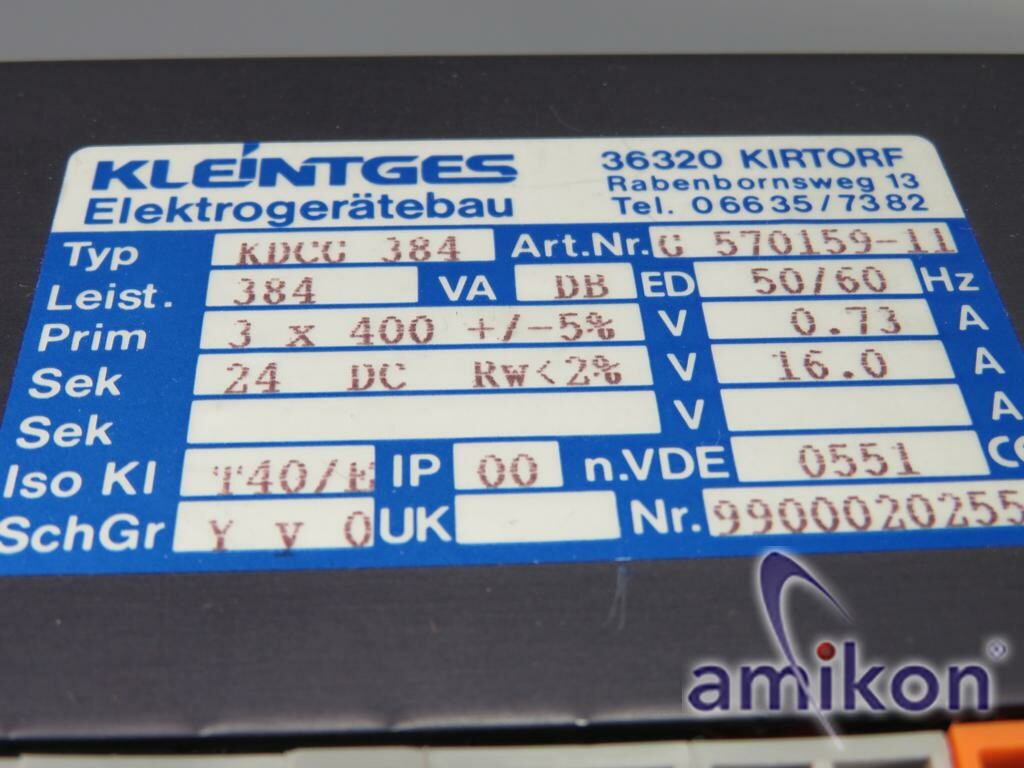 KLEINTGES
Elektrogerätebau
36320 KIRTORF
Rabenbornsweg 13
Tel. 06635/7382
Typ KDCG 384 Art.Nr. G 570159-11
Leist. 384 VA DB ED 50/60 Hz
Prim 3 x 400 +/-5% V 0.73 A
Sek 24 DC Rw<2% V 16.0 A
Sek V A
Iso Kl T40/E IP 00 n.VDE 0551
SchGr Y v 0 UK Nr. 9900020255
amikon®